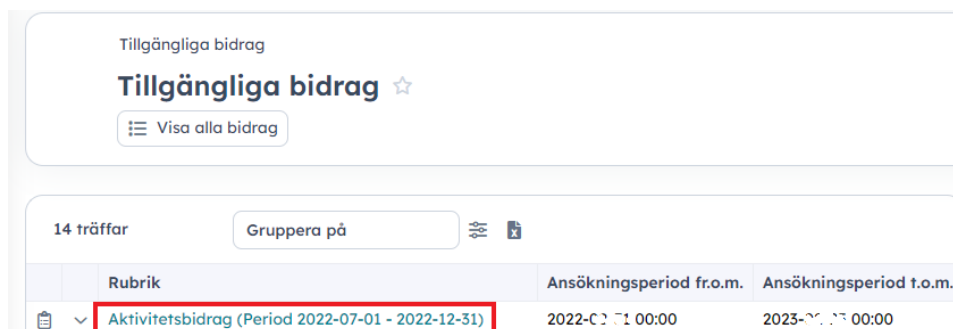 Tillgängliga bidrag
Tillgängliga bidrag
Visa alla bidrag
14 träffar
Gruppera på
Rubrik Ansökningsperiod fr.o.m. Ansökningsperiod t.o.m.
Aktivitetsbidrag (Period 2022-07-01 - 2022-12-31) 00:00 00:00